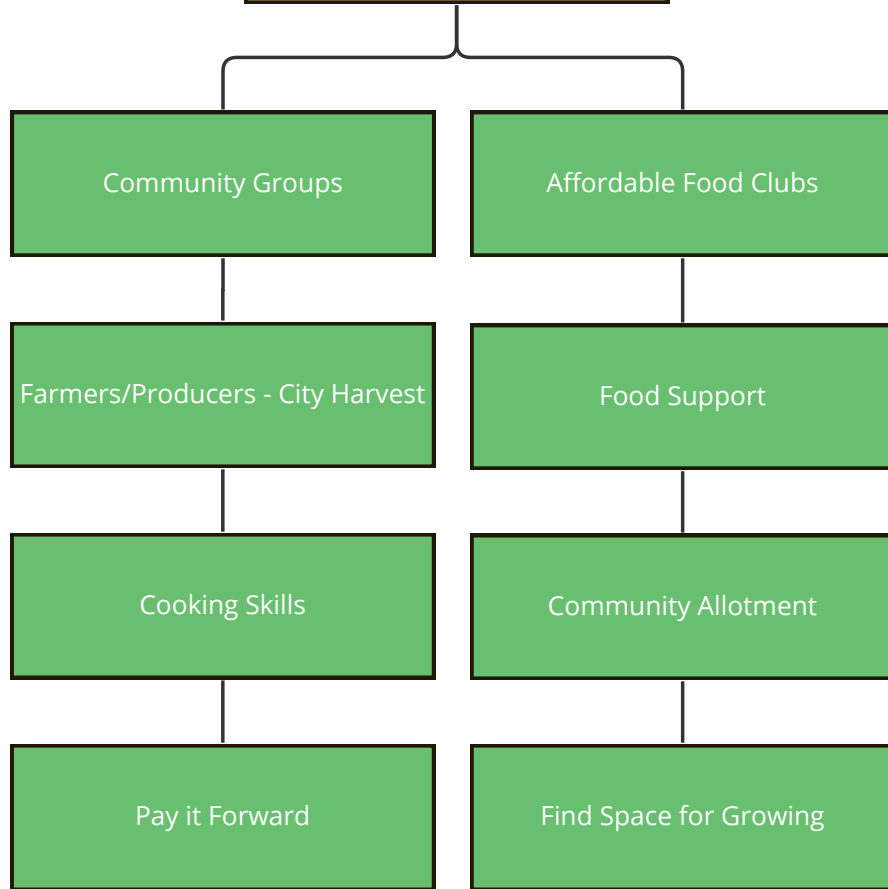 Community Groups
Affordable Food Clubs
Farmers/Producers - City Harvest
Food Support
Cooking Skills
Community Allotment
Pay it Forward
Find Space for Growing